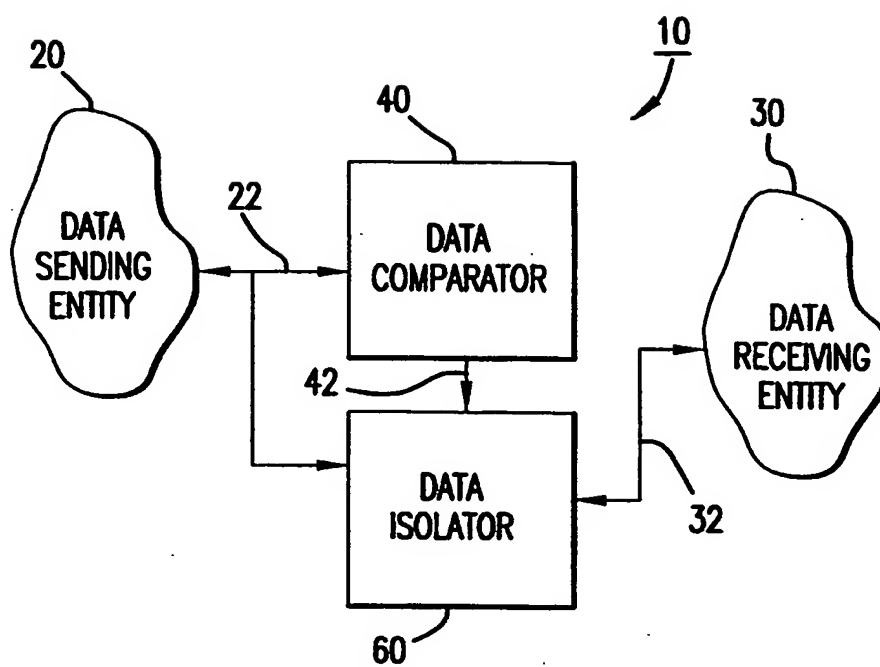 10
20
40
30
22
DATA
SENDING
ENTITY
DATA
COMPARATOR
DATA
RECEIVING
ENTITY
42
DATA
ISOLATOR
32
60